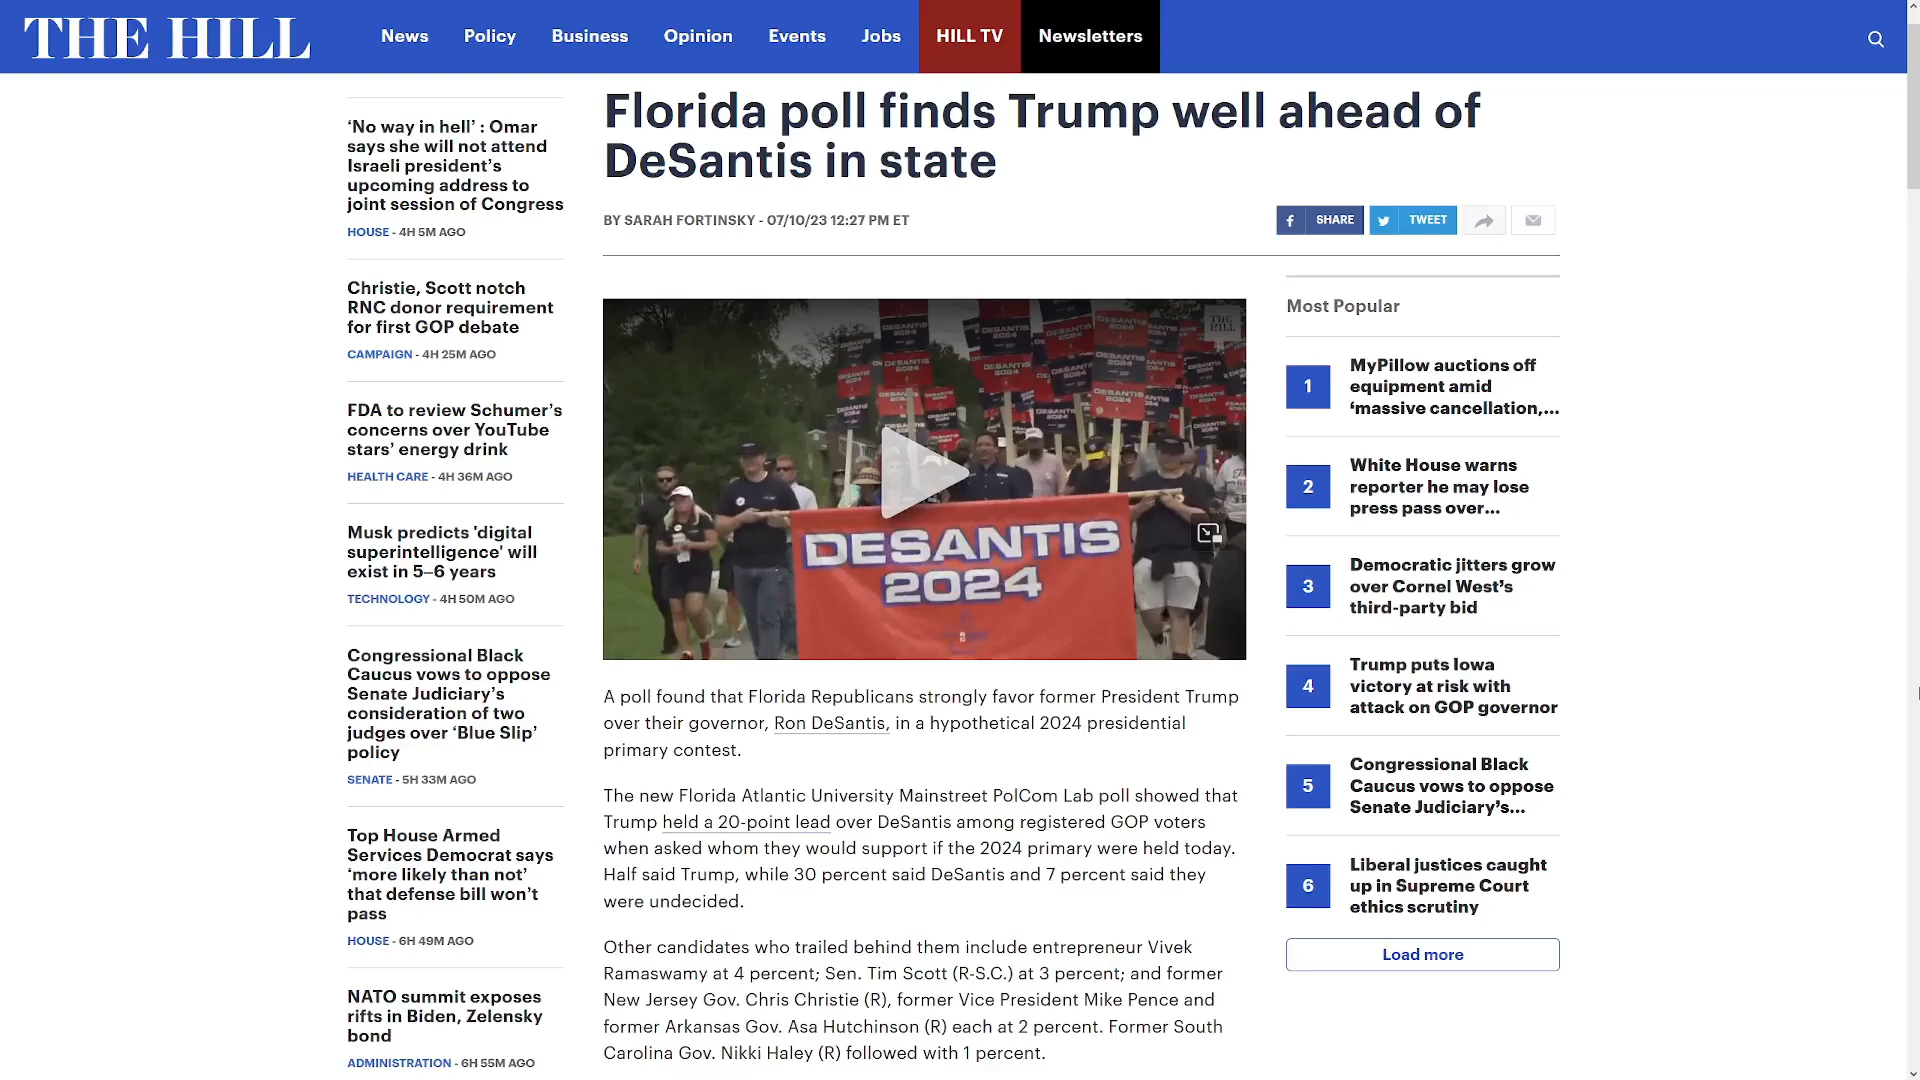 THE HILL
News
Policy
Business
Opinion
Events
Jobs
HILL TV
Newsletters
‘No way in hell’ : Omar
says she will not attend
Israeli president’s
upcoming address to
joint session of Congress
HOUSE - 4H 5M AGO
Christie, Scott notch
RNC donor requirement
for first GOP debate
CAMPAIGN - 4H 25M AGO
FDA to review Schumer’s
concerns over YouTube
stars’ energy drink
HEALTH CARE - 4H 36M AGO
Musk predicts 'digital
superintelligence' will
exist in 5–6 years
TECHNOLOGY - 4H 50M AGO
Congressional Black
Caucus vows to oppose
Senate Judiciary’s
consideration of two
judges over ‘Blue Slip’
policy
SENATE - 5H 33M AGO
Top House Armed
Services Democrat says
‘more likely than not’
that defense bill won’t
pass
HOUSE - 6H 49M AGO
NATO summit exposes
rifts in Biden, Zelensky
bond
ADMINISTRATION - 6H 55M AGO
Florida poll finds Trump well ahead of
DeSantis in state
BY SARAH FORTINSKY - 07/10/23 12:27 PM ET
SHARE
TWEET
THE
HILL
DESANTIS
2024
DESANTIS
2024
A poll found that Florida Republicans strongly favor former President Trump
over their governor, Ron DeSantis, in a hypothetical 2024 presidential
primary contest.
The new Florida Atlantic University Mainstreet PolCom Lab poll showed that
Trump held a 20-point lead over DeSantis among registered GOP voters
when asked whom they would support if the 2024 primary were held today.
Half said Trump, while 30 percent said DeSantis and 7 percent said they
were undecided.
Other candidates who trailed behind them include entrepreneur Vivek
Ramaswamy at 4 percent; Sen. Tim Scott (R-S.C.) at 3 percent; and former
New Jersey Gov. Chris Christie (R), former Vice President Mike Pence and
former Arkansas Gov. Asa Hutchinson (R) each at 2 percent. Former South
Carolina Gov. Nikki Haley (R) followed with 1 percent.
Most Popular
1
MyPillow auctions off
equipment amid
‘massive cancellation,...
2
White House warns
reporter he may lose
press pass over...
3
Democratic jitters grow
over Cornel West’s
third-party bid
4
Trump puts Iowa
victory at risk with
attack on GOP governor
5
Congressional Black
Caucus vows to oppose
Senate Judiciary’s...
6
Liberal justices caught
up in Supreme Court
ethics scrutiny
Load more